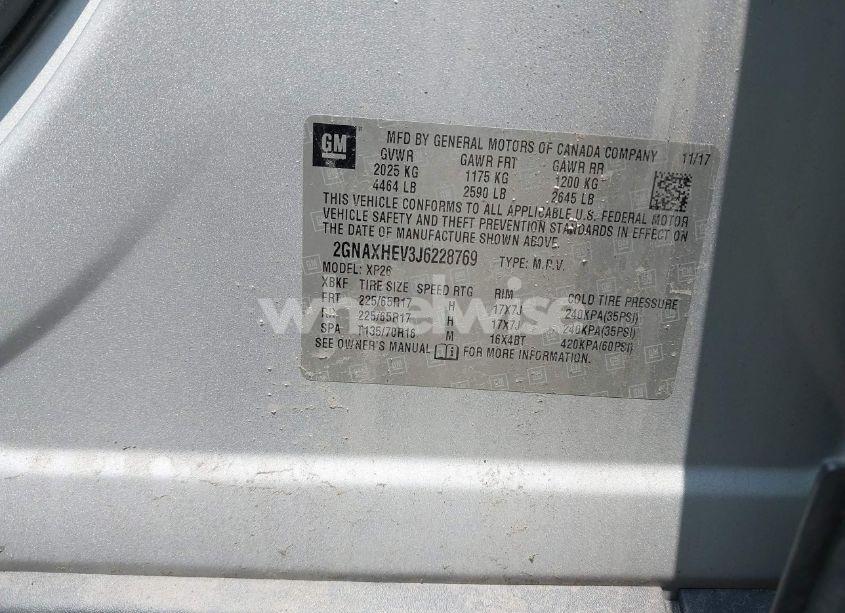 GM
MFD BY GENERAL MOTORS OF CANADA COMPANY 11/17
GVWR GAWR FRT GAWR RR
2025 KG 1175 KG 1200 KG
4464 LB 2590 LB 2645 LB
THIS VEHICLE CONFORMS TO ALL APPLICABLE U.S. FEDERAL MOTOR
VEHICLE SAFETY AND THEFT PREVENTION STANDARDS IN EFFECT ON
THE DATE OF MANUFACTURE SHOWN ABOVE.
2GNAXHEV3J6228769 TYPE: M.P.V.
MODEL: XP26
XBKF TIRE SIZE SPEED RTG RIM COLD TIRE PRESSURE
FRT 225/65R17 H 17X7J 240KPA(35PSI)
RR 225/65R17 H 17X7J 240KPA(35PSI)
SPA T135/70R16 M 16X4BT 420KPA(60PSI)
SEE OWNER'S MANUAL FOR MORE INFORMATION.
wheelwise